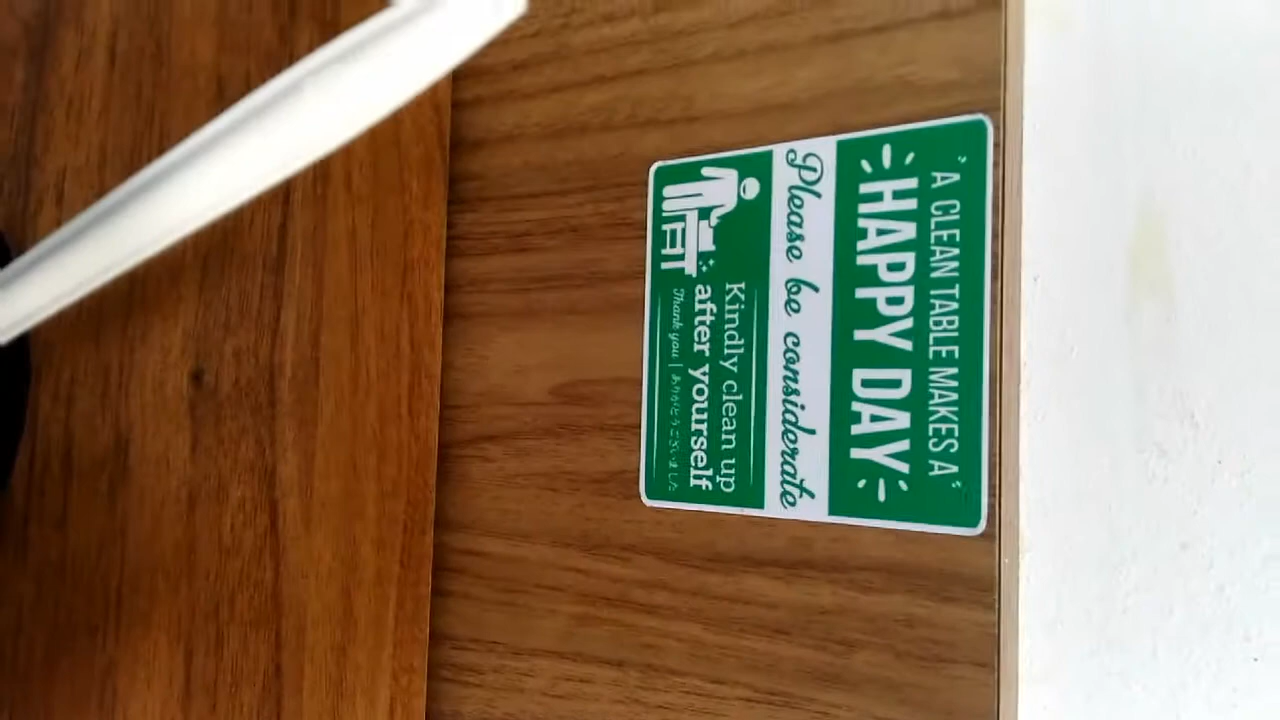 'A CLEAN TABLE MAKES A'
HAPPY DAY
Please be considerate
Kindly clean up
after yourself
Thank you | ありがとうございました